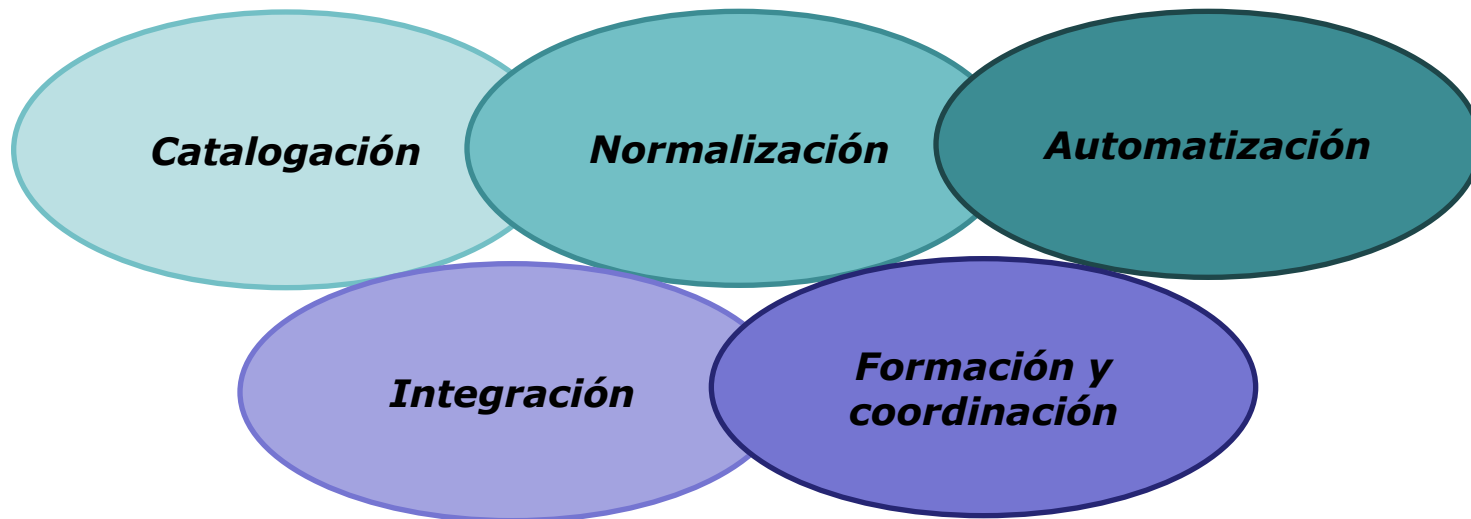 Catalogación
Normalización
Automatización
Integración
Formación y
coordinación